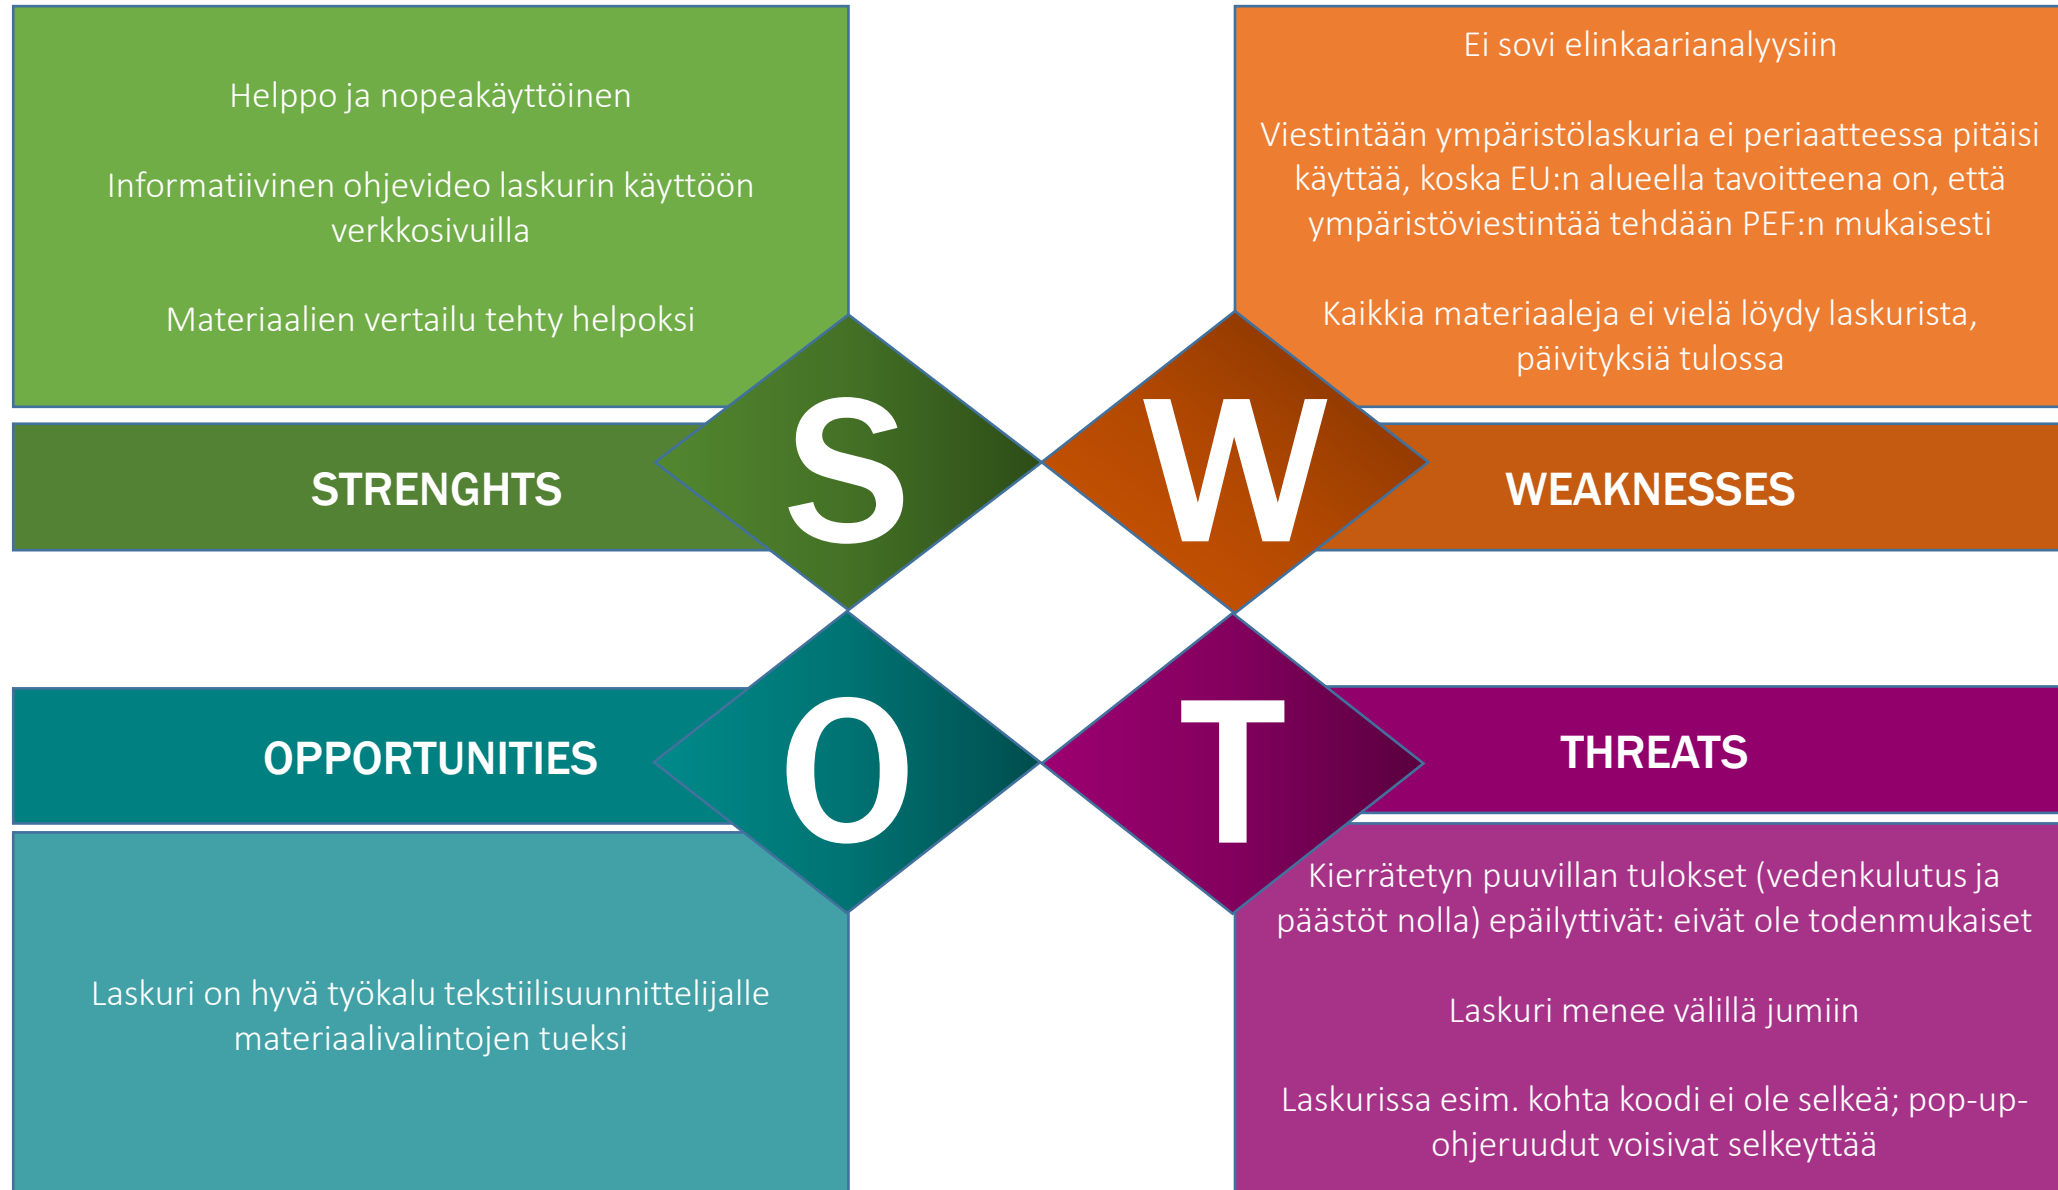 Helppo ja nopeakäyttöinen
Informatiivinen ohjevideo laskurin käyttöön
verkkosivuilla
Materiaalien vertailu tehty helpoksi
S
STRENGHTS
Ei sovi elinkaarianalyysiin
Viestintään ympäristölaskuria ei periaatteessa pitäisi
käyttää, koska EU:n alueella tavoitteena on, että
ympäristöviestintää tehdään PEF:n mukaisesti
Kaikkia materiaaleja ei vielä löydy laskurista,
päivityksiä tulossa
W
WEAKNESSES
OPPORTUNITIES
O
Laskuri on hyvä työkalu tekstiilisuunnittelijalle
materiaalivalintojen tueksi
T
THREATS
Kierrätetyn puuvillan tulokset (vedenkulutus ja
päästöt nolla) epäilyttivät: eivät ole todenmukaiset
Laskuri menee välillä jumiin
Laskurissa esim. kohta koodi ei ole selkeä; pop-up-
ohjeruudut voisivat selkeyttää